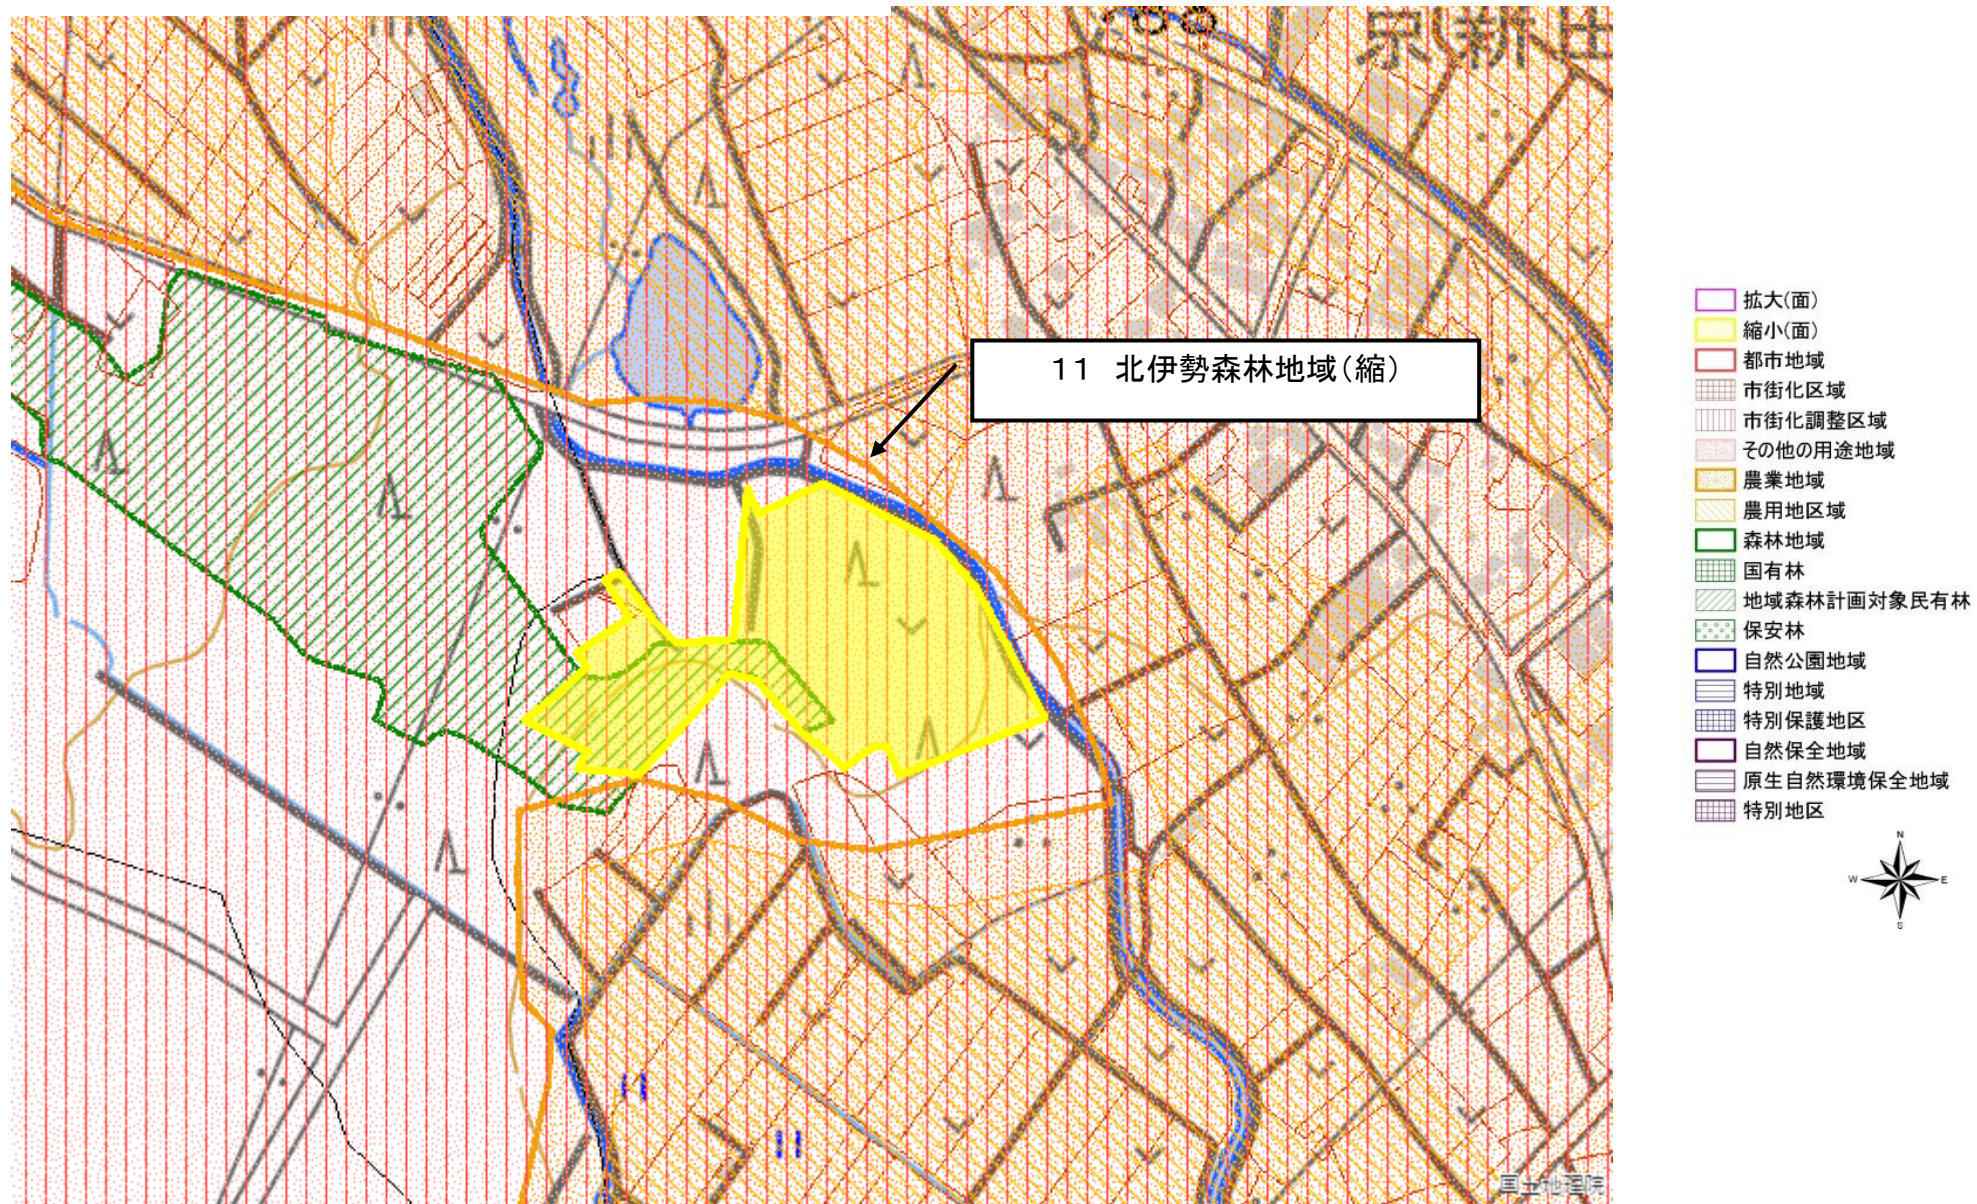 京新田
11 北伊勢森林地域(縮)
拡大(面)
縮小(面)
都市地域
市街化区域
市街化調整区域
その他の用途地域
農業地域
農用地区域
森林地域
国有林
地域森林計画対象民有林
保安林
自然公園地域
特別地域
特別保護地区
自然保全地域
原生自然環境保全地域
特別地区
N
W E
S
国土地理院